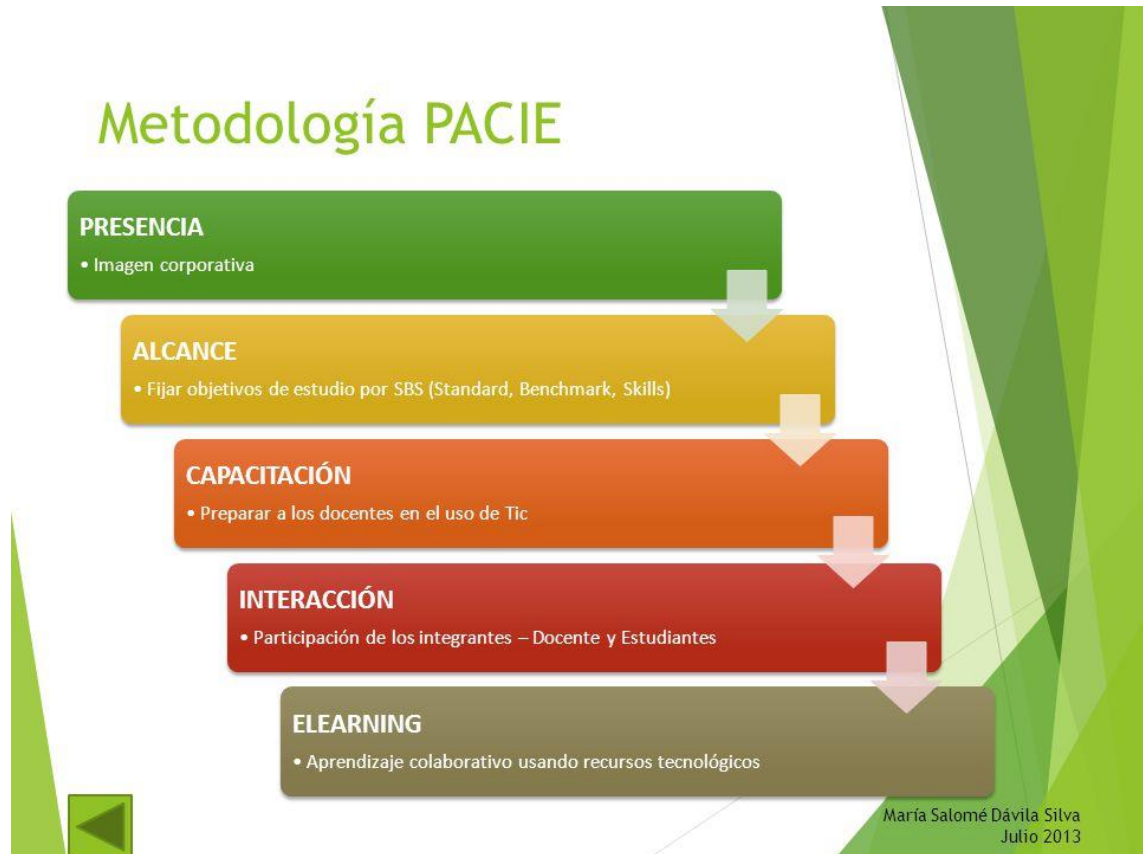 Metodología PACIE
PRESENCIA
• Imagen corporativa
ALCANCE
• Fijar objetivos de estudio por SBS (Standard, Benchmark, Skills)
CAPACITACIÓN
• Preparar a los docentes en el uso de Tic
INTERACCIÓN
• Participación de los integrantes – Docente y Estudiantes
ELEARNING
• Aprendizaje colaborativo usando recursos tecnológicos
María Salomé Dávila Silva
Julio 2013